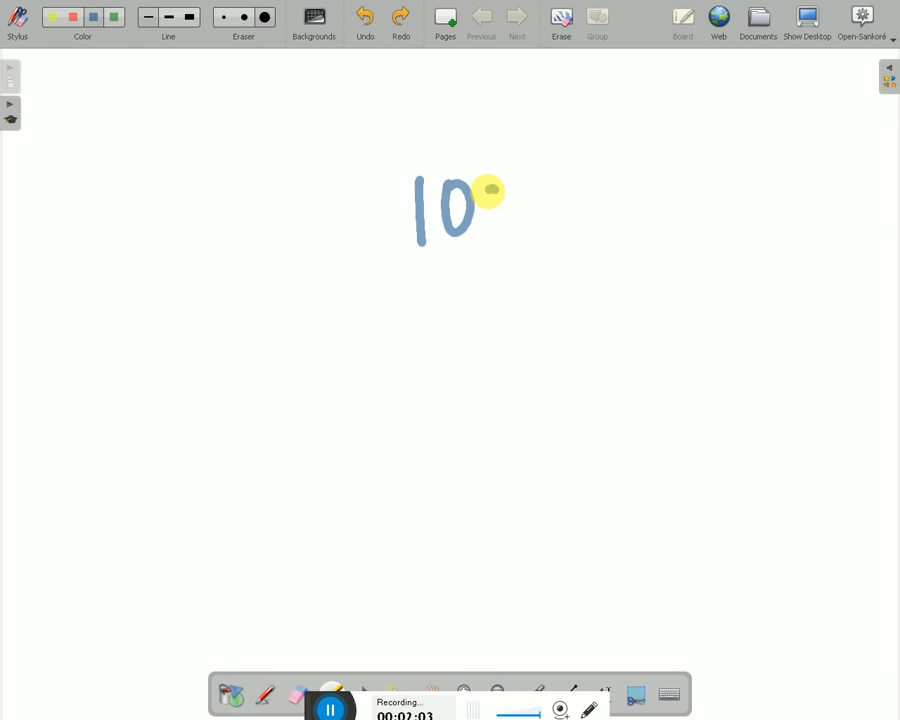 Stylus Color Line Eraser Backgrounds Undo Redo Pages Previous Next Erase Group Board Web Documents Show Desktop Open-Sankoré
10
Recording...
00:02:03